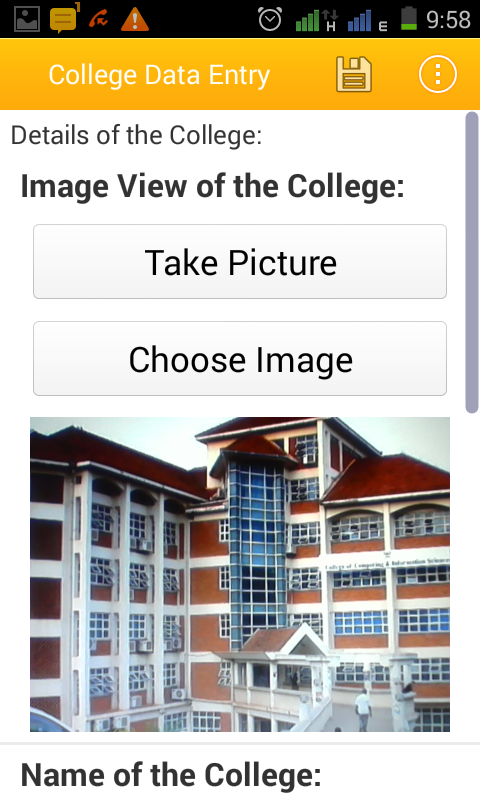 1
H
E
9:58
College Data Entry
Details of the College:
Image View of the College:
Take Picture
Choose Image
College of Computing & Information Science
Name of the College: